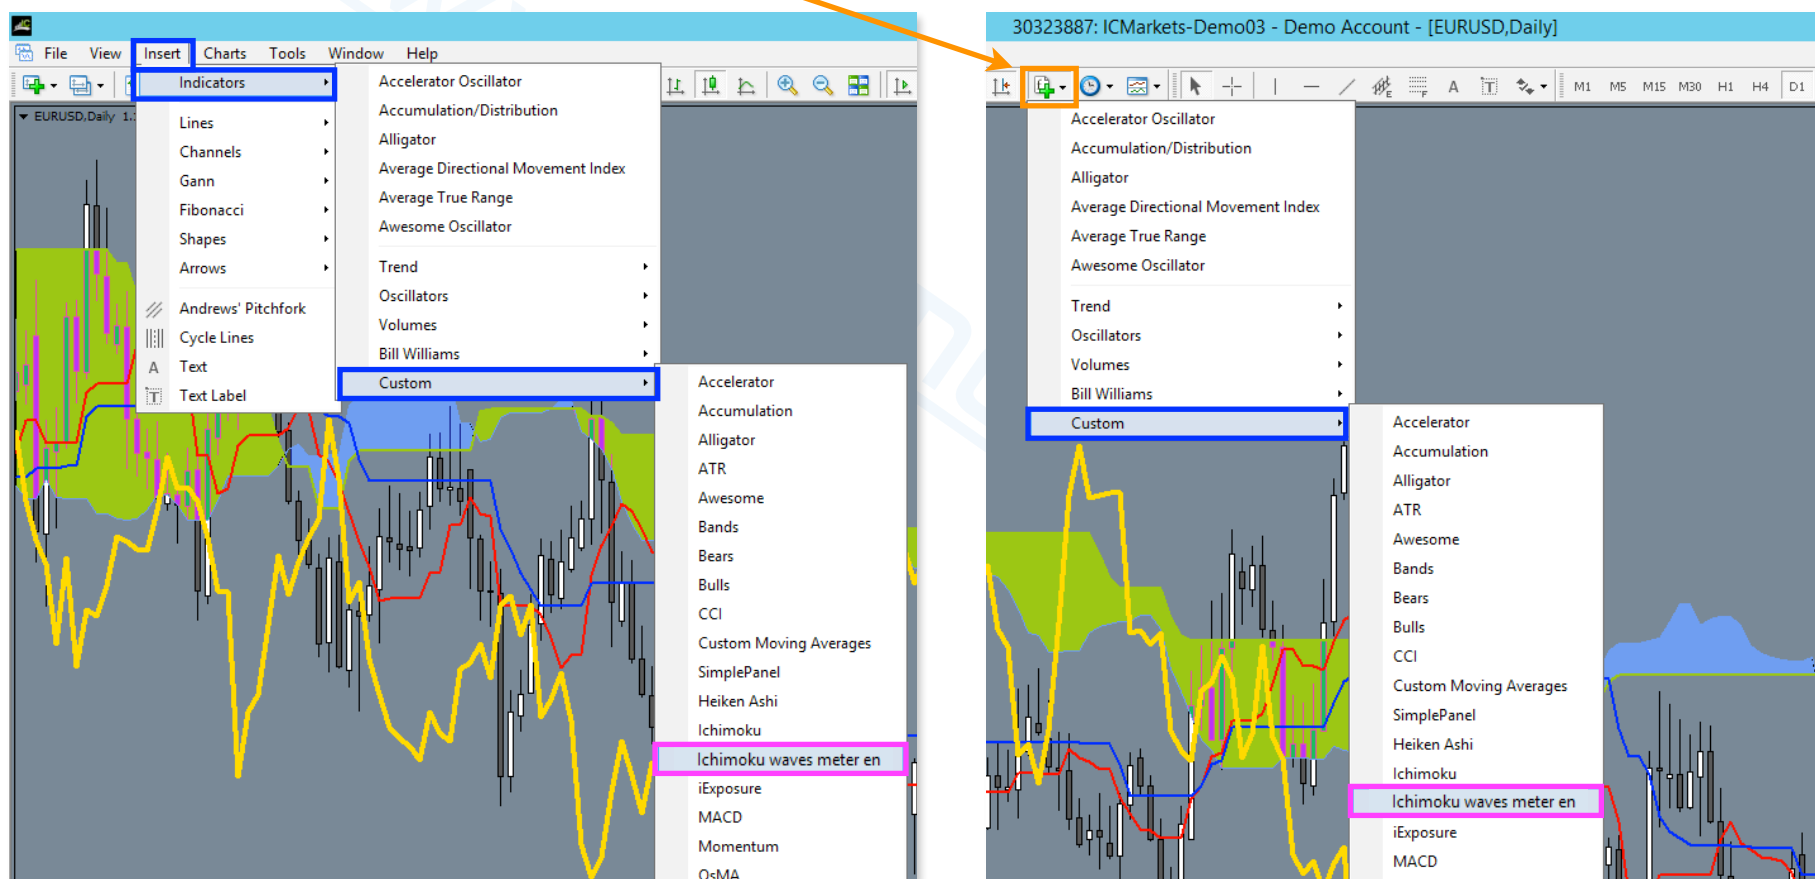 File View Insert Charts Tools Window Help
Indicators
Lines
Channels
Gann
Fibonacci
Shapes
Arrows
Andrews' Pitchfork
Cycle Lines
A Text
T Text Label
EURUSD,Daily
Accelerator Oscillator
Accumulation/Distribution
Alligator
Average Directional Movement Index
Average True Range
Awesome Oscillator
Trend
Oscillators
Volumes
Bill Williams
Custom
Accelerator
Accumulation
Alligator
ATR
Awesome
Bands
Bears
Bulls
CCI
Custom Moving Averages
SimplePanel
Heiken Ashi
Ichimoku
Ichimoku waves meter en
iExposure
MACD
Momentum
OsMA
30323887: ICMarkets-Demo03 - Demo Account - [EURUSD,Daily]
E F A T M1 M5 M15 M30 H1 H4 D1
Accelerator Oscillator
Accumulation/Distribution
Alligator
Average Directional Movement Index
Average True Range
Awesome Oscillator
Trend
Oscillators
Volumes
Bill Williams
Custom
Accelerator
Accumulation
Alligator
ATR
Awesome
Bands
Bears
Bulls
CCI
Custom Moving Averages
SimplePanel
Heiken Ashi
Ichimoku
Ichimoku waves meter en
iExposure
MACD